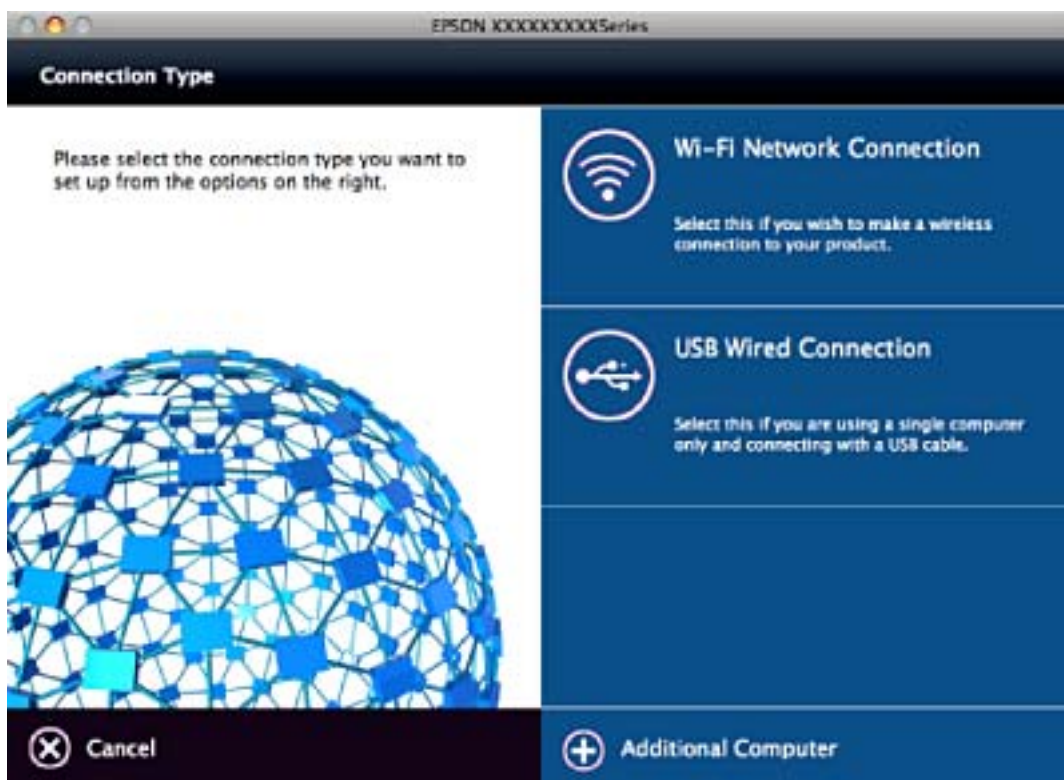 EPSON XXXXXXXXXSeries
Connection Type
Please select the connection type you want to
set up from the options on the right.
Wi-Fi Network Connection
Select this if you wish to make a wireless
connection to your product.
USB Wired Connection
Select this if you are using a single computer
only and connecting with a USB cable.
Cancel
Additional Computer